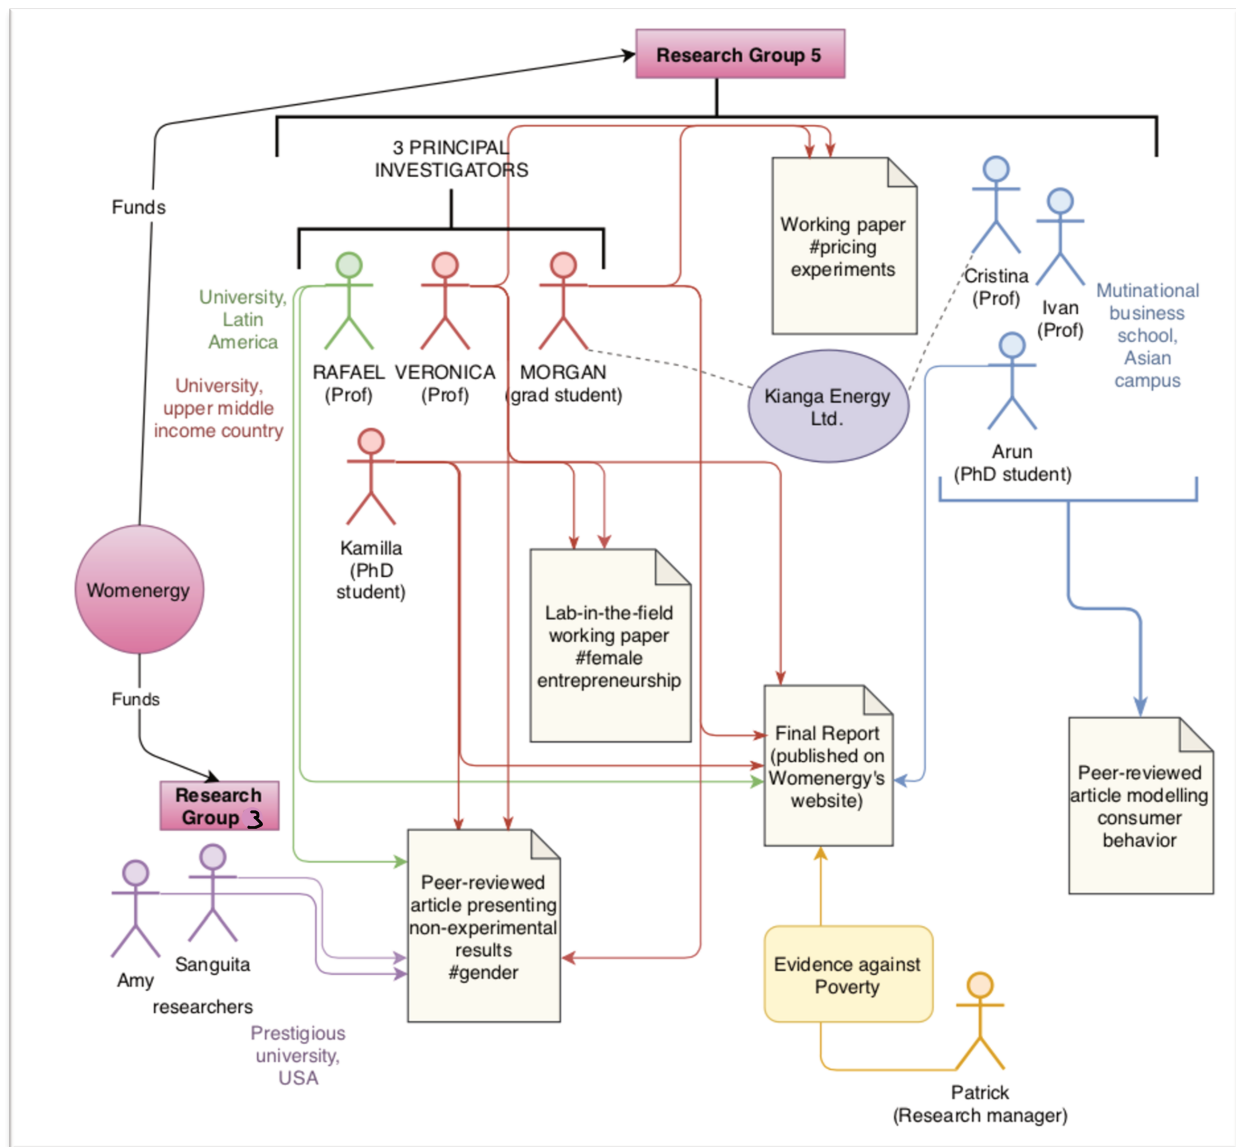 Research Group 5
3 PRINCIPAL
INVESTIGATORS
Funds
Working paper
#pricing
experiments
Cristina
(Prof)
Ivan
(Prof)
Mutinational
business
school,
Asian
campus
University,
Latin
America
RAFAEL
(Prof)
VERONICA
(Prof)
MORGAN
(grad student)
University,
upper middle
income country
Kianga Energy
Ltd.
Arun
(PhD student)
Kamilla
(PhD
student)
Womenergy
Lab-in-the-field
working paper
#female
entrepreneurship
Funds
Final Report
(published on
Womenergy's
website)
Peer-reviewed
article modelling
consumer
behavior
Research
Group 3
Amy
Sanguita
researchers
Prestigious
university,
USA
Peer-reviewed
article presenting
non-experimental
results
#gender
Evidence against
Poverty
Patrick
(Research manager)